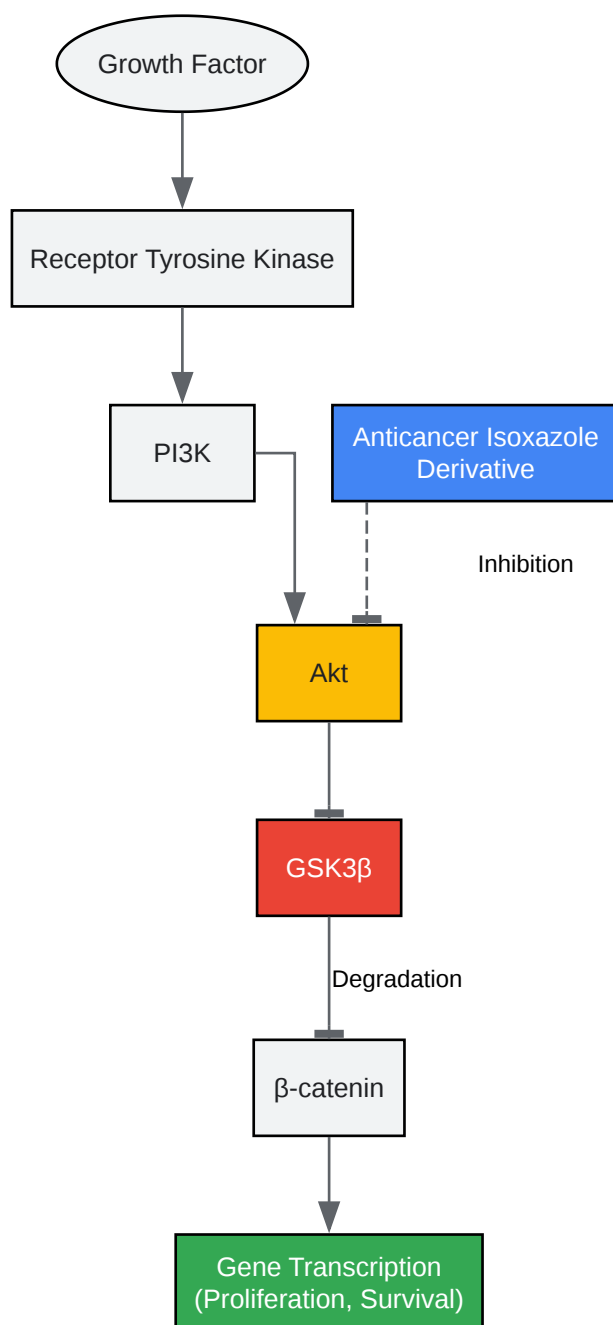 Growth Factor
Receptor Tyrosine Kinase
PI3K
Anticancer Isoxazole
Derivative
Inhibition
Akt
GSK3β
Degradation
β-catenin
Gene Transcription
(Proliferation, Survival)